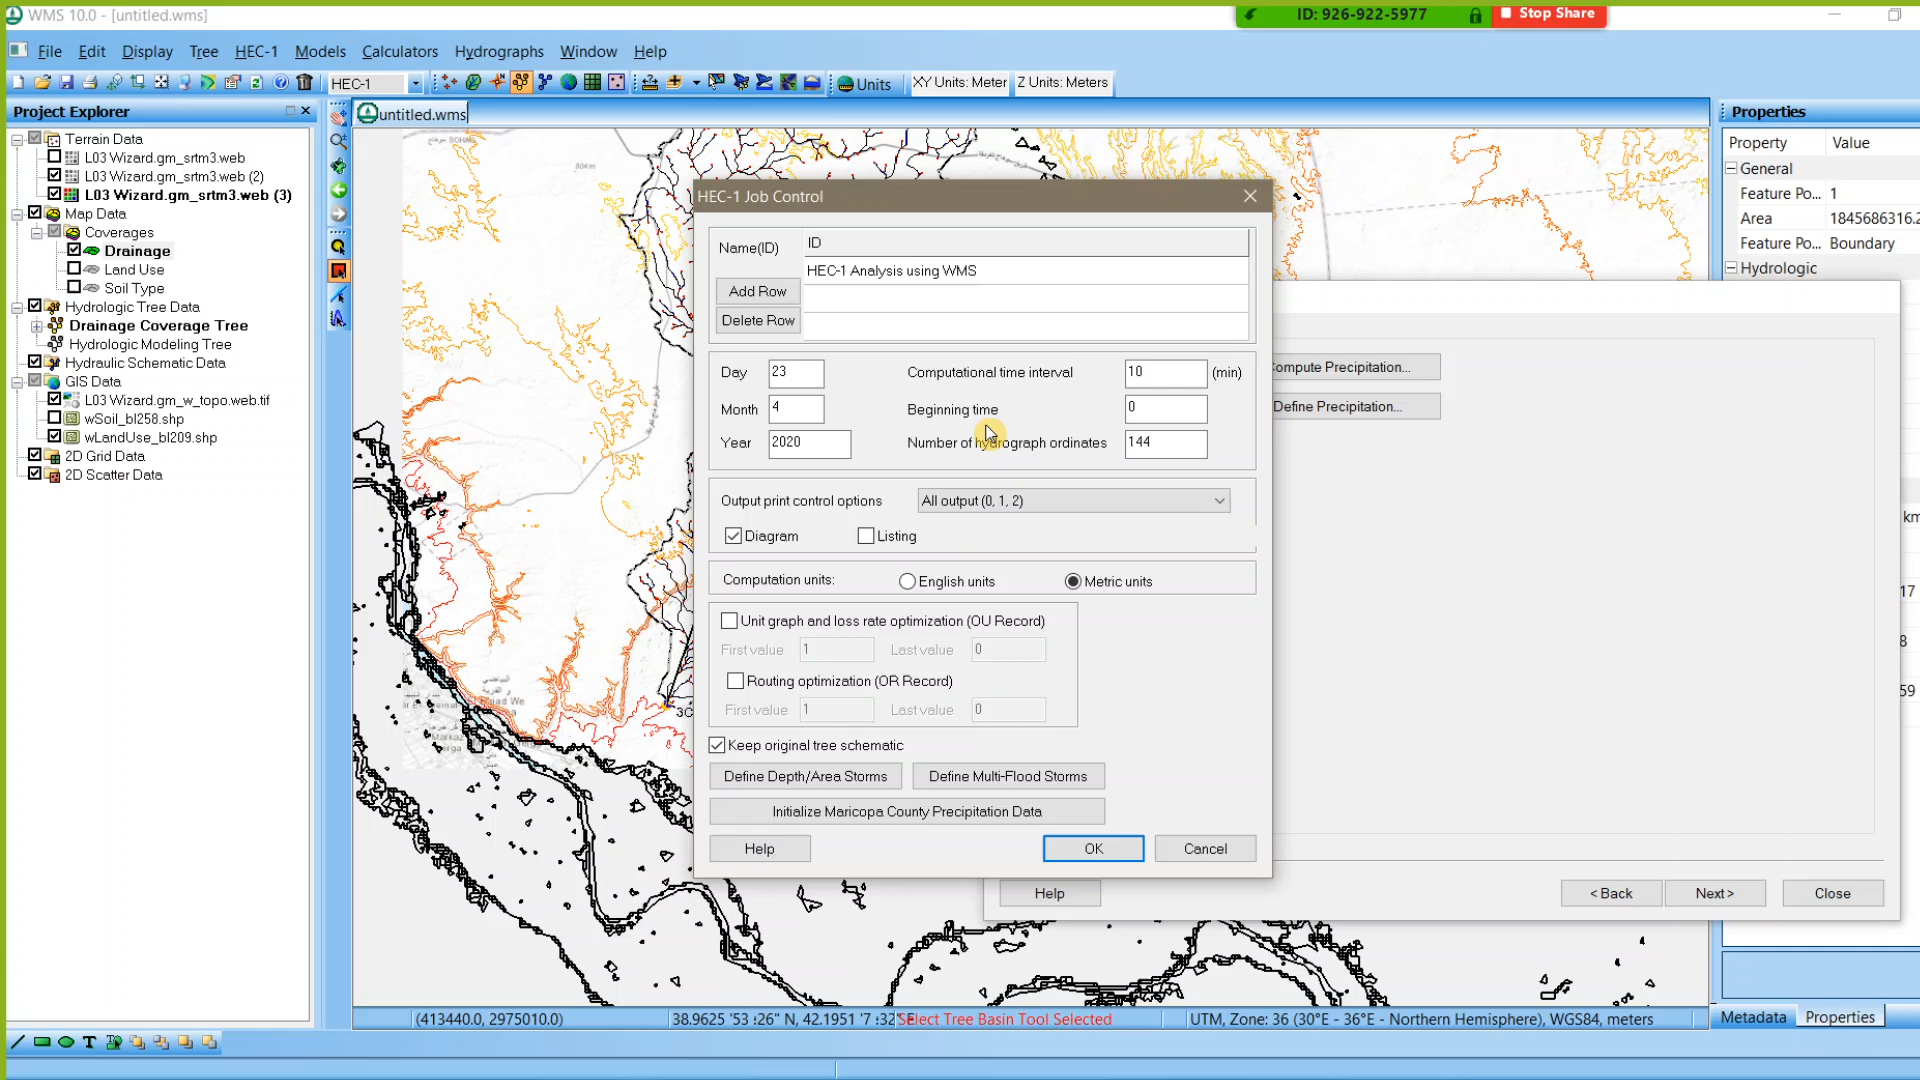 WMS 10.0 - [untitled.wms]
ID: 926-922-5977
Stop Share
File Edit Display Tree HEC-1 Models Calculators Hydrographs Window Help
HEC-1
Units
XY Units: Meter
Z Units: Meters
Project Explorer
Terrain Data
L03 Wizard.gm_srtm3.web
L03 Wizard.gm_srtm3.web (2)
L03 Wizard.gm_srtm3.web (3)
Map Data
Coverages
Drainage
Land Use
Soil Type
Hydrologic Tree Data
Drainage Coverage Tree
Hydrologic Modeling Tree
Hydraulic Schematic Data
GIS Data
L03 Wizard.gm_w_topo.web.tif
wSoil_bl258.shp
wLandUse_bl209.shp
2D Grid Data
2D Scatter Data
untitled.wms
HEC-1 Job Control
Name(ID)
ID
HEC-1 Analysis using WMS
Add Row
Delete Row
Day 23
Computational time interval 10 (min)
Month 4
Beginning time 0
Year 2020
Number of hydrograph ordinates 144
Output print control options All output (0, 1, 2)
Diagram
Listing
Computation units:
English units
Metric units
Unit graph and loss rate optimization (OU Record)
First value 1 Last value 0
Routing optimization (OR Record)
First value 1 Last value 0
Keep original tree schematic
Define Depth/Area Storms
Define Multi-Flood Storms
Initialize Maricopa County Precipitation Data
Help
OK
Cancel
ompute Precipitation...
Define Precipitation...
Help
< Back
Next >
Close
3C
Properties
Property Value
General
Feature Po... 1
Area 1845686316.2
Feature Po... Boundary
Hydrologic
km
17
8
59
(413440.0, 2975010.0)
38.9625 '53 :26" N, 42.1951 '7 :32" E
Select Tree Basin Tool Selected
UTM, Zone: 36 (30°E - 36°E - Northern Hemisphere), WGS84, meters
Metadata
Properties
T